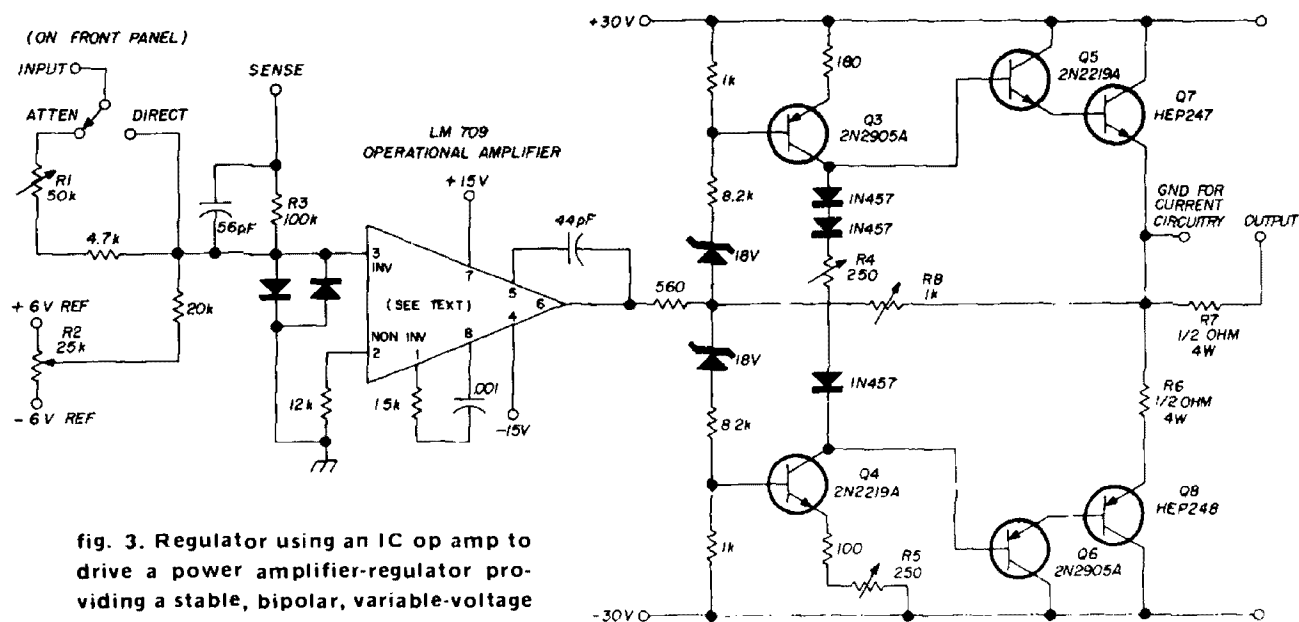 (ON FRONT PANEL)
INPUT
ATTEN
DIRECT
SENSE
R1
50k
4.7k
56pF
R3
100k
20k
+6V REF
R2
25k
-6V REF
LM 709
OPERATIONAL AMPLIFIER
+15V
3
INV
7
5
(SEE TEXT)
6
4
8
NON INV
2
1
44pF
560
12k
1.5k
.001
-15V
+30V
1k
180
Q3
2N2905A
8.2k
1N457
1N457
18V
R4
250
R8
1k
18V
1N457
8.2k
Q4
2N2219A
1k
100
R5
250
-30V
Q5
2N2219A
Q7
HEP247
GND FOR
CURRENT
CIRCUITRY
OUTPUT
R7
1/2 OHM
4W
R6
1/2 OHM
4W
Q8
HEP248
Q6
2N2905A
fig. 3. Regulator using an IC op amp to
drive a power amplifier-regulator pro-
viding a stable, bipolar, variable-voltage